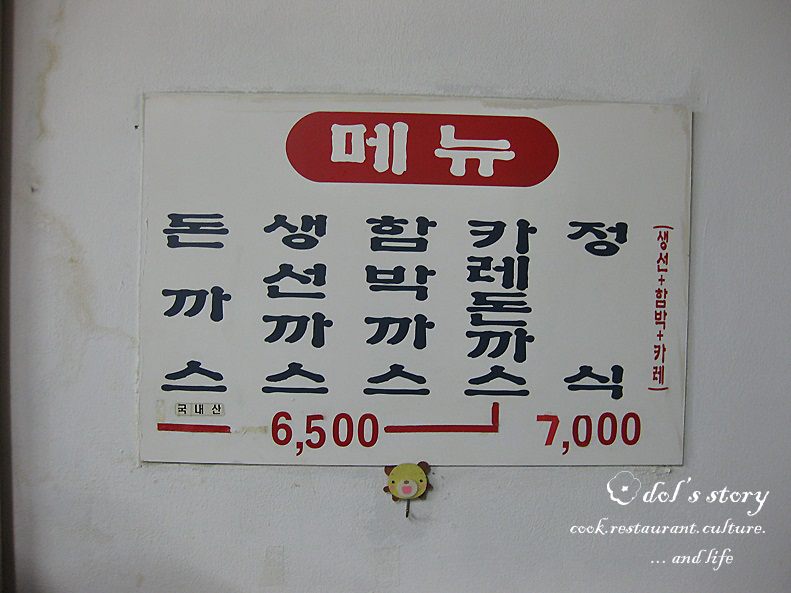 메뉴
돈까스
생선까스
함박까스
카레돈까스
정식
(생선+함박+카레)
국내산
6,500
7,000
dol's story
cook.restaurant.culture.
... and life